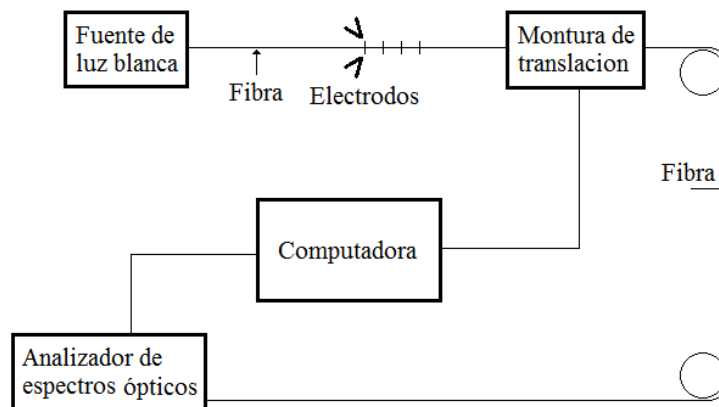 Fuente de
luz blanca
Montura de
translacion
Fibra
Electrodos
Fibra
Computadora
Analizador de
espectros ópticos